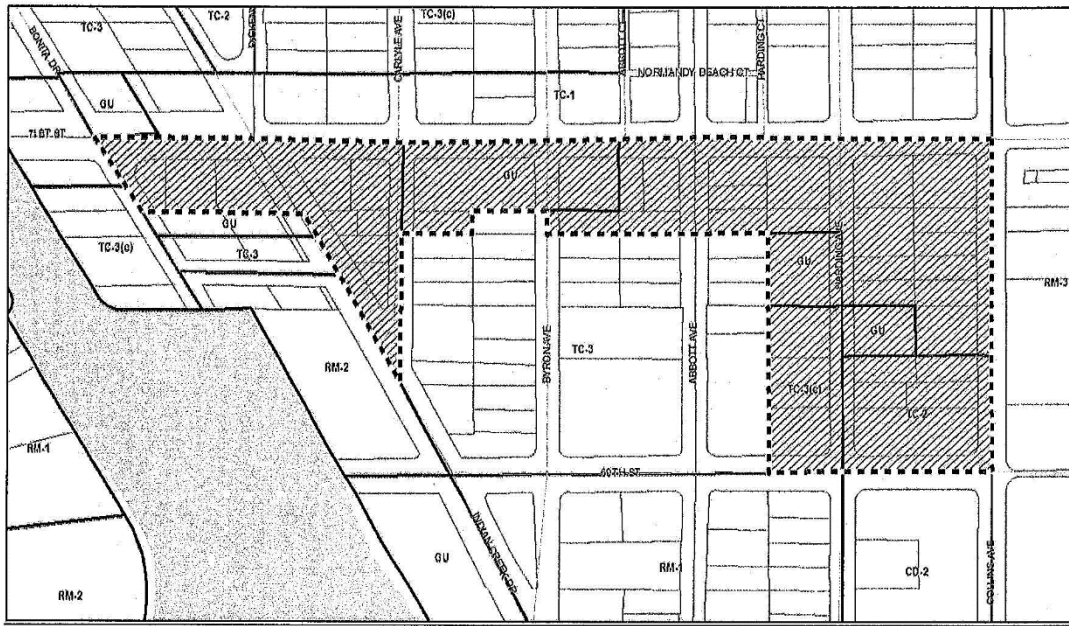 TC-2
TC-3(c)
TC-3
BONITA DR
CARLYLE AVE
ABBOTT CT
HARDING CT
NORMANDY BEACH CT
GU
TC-1
71ST ST
GU
GU
TC-3(c)
TC-3
GU
HARDING AVE
RM-3
GU
BYRON AVE
TC-3
ABBOTT AVE
RM-2
TC-3(c)
TC-2
RM-1
69TH ST
INDIAN CREEK DR
GU
RM-1
CD-2
COLLINS AVE
RM-2